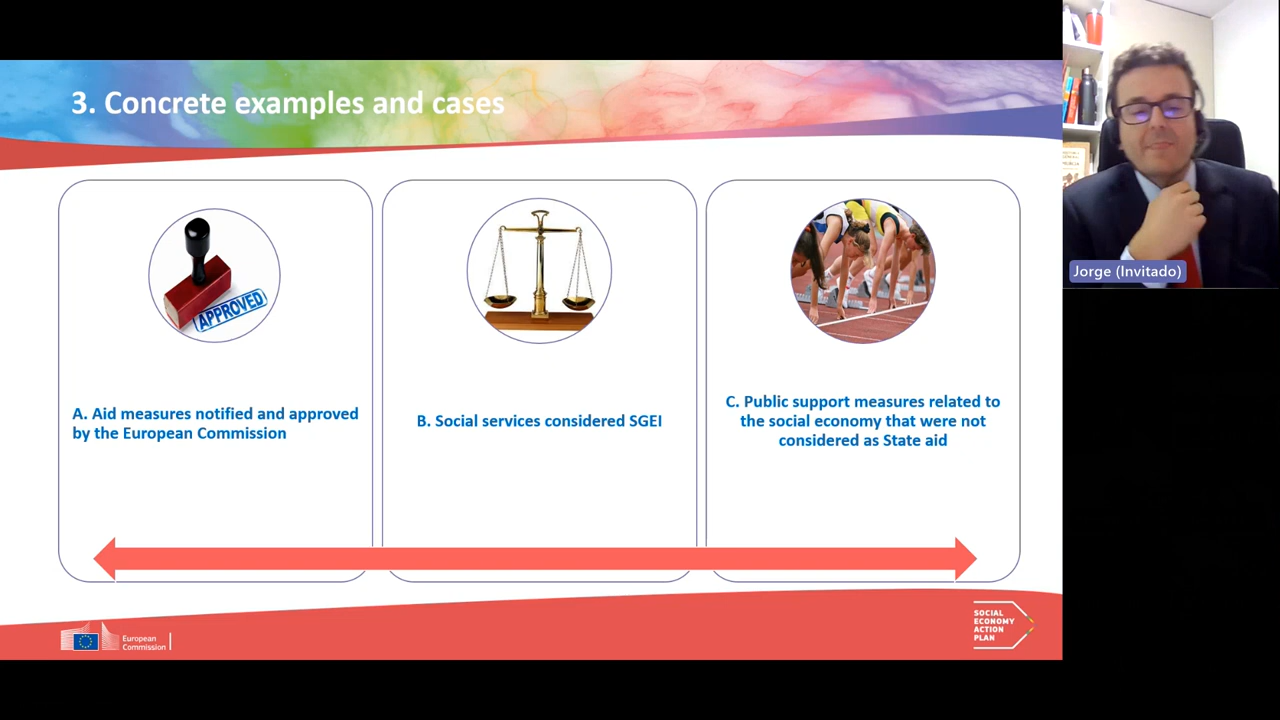 3. Concrete examples and cases
APPROVED
A. Aid measures notified and approved
by the European Commission
B. Social services considered SGEI
C. Public support measures related to
the social economy that were not
considered as State aid
European
Commission
SOCIAL
ECONOMY
ACTION
PLAN
Jorge (Invitado)